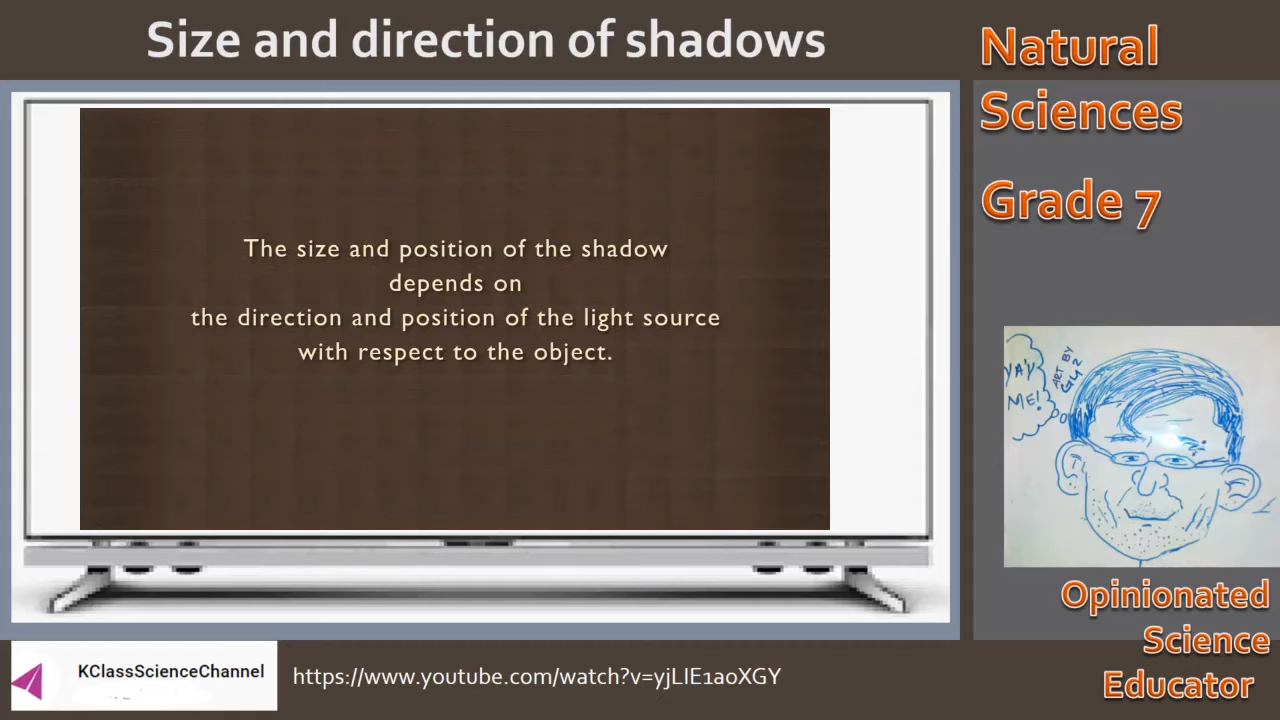 Size and direction of shadows
Natural
Sciences
Grade 7
The size and position of the shadow
depends on
the direction and position of the light source
with respect to the object.
YAY
ME!
ART BY
GUZ
Opinionated
Science
Educator
KClassScienceChannel
https://www.youtube.com/watch?v=yjLIE1aoXGY